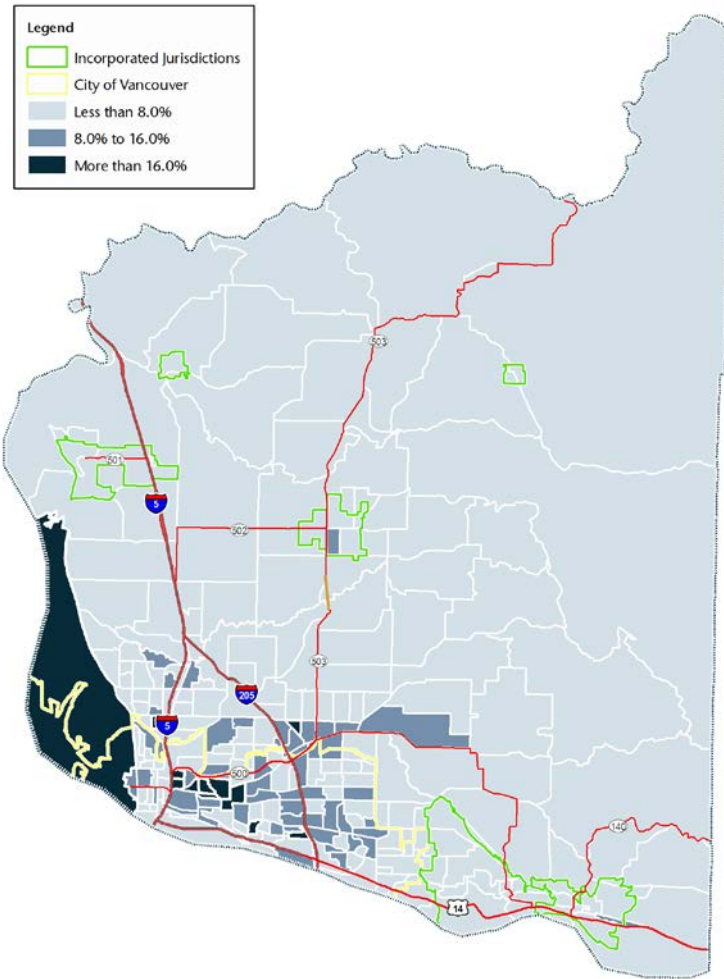 Legend
Incorporated Jurisdictions
City of Vancouver
Less than 8.0%
8.0% to 16.0%
More than 16.0%
503
501
5
502
503
205
5
500
140
14